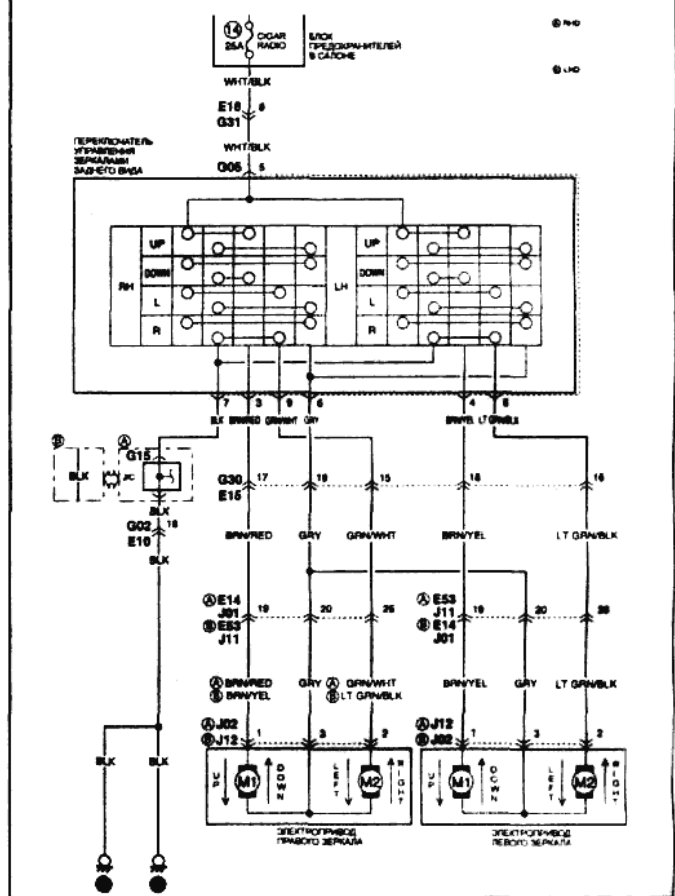 14
25A
CIGAR
RADIO
БЛОК
ПРЕДОХРАНИТЕЛЕЙ
В САЛОНЕ
Ⓐ RHD
Ⓑ LHD
WHT/BLK
E18 6
G31
WHT/BLK
G05 5
ПЕРЕКЛЮЧАТЕЛЬ
УПРАВЛЕНИЯ
ЗЕРКАЛАМИ
ЗАДНЕГО ВИДА
RH
UP
DOWN
L
R
LH
UP
DOWN
L
R
7 3 9 6 4 8
BLK BRN/RED GRN/WHT GRY BRN/YEL LT GRN/BLK
Ⓑ Ⓐ
G15
BLK J/C
BLK
G02 18
E10
BLK
G30 17 19 15 18 16
E15
BRN/RED GRY GRN/WHT BRN/YEL LT GRN/BLK
Ⓐ E14 19 20 26
J01
Ⓑ E53
J11
Ⓐ E53 19 20 26
J11
Ⓑ E14
J01
Ⓐ BRN/RED GRY Ⓐ GRN/WHT
Ⓑ BRN/YEL Ⓑ LT GRN/BLK
BRN/YEL GRY LT GRN/BLK
Ⓐ J02 1 3 2
Ⓑ J12
Ⓐ J12 1 3 2
Ⓑ J02
UP M1 DOWN LEFT M2 RIGHT
UP M1 DOWN LEFT M2 RIGHT
BLK BLK
ЭЛЕКТРОПРИВОД
ПРАВОГО ЗЕРКАЛА
ЭЛЕКТРОПРИВОД
ЛЕВОГО ЗЕРКАЛА